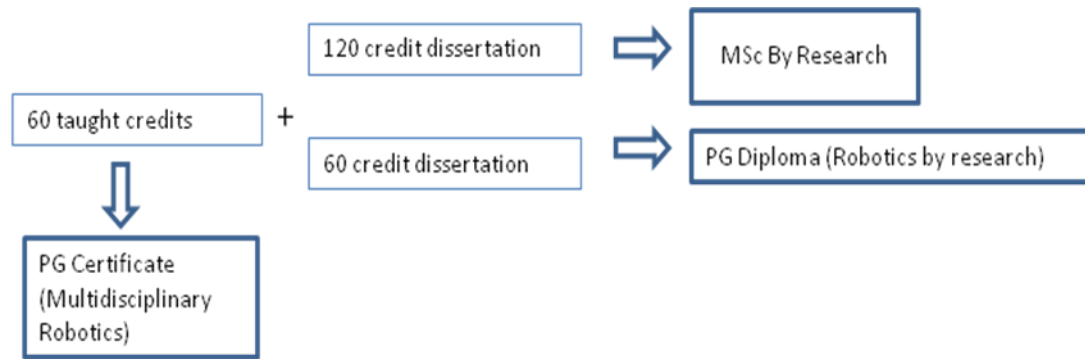 120 credit dissertation
MSc By Research
60 taught credits
+
60 credit dissertation
PG Diploma (Robotics by research)
PG Certificate
(Multidisciplinary
Robotics)